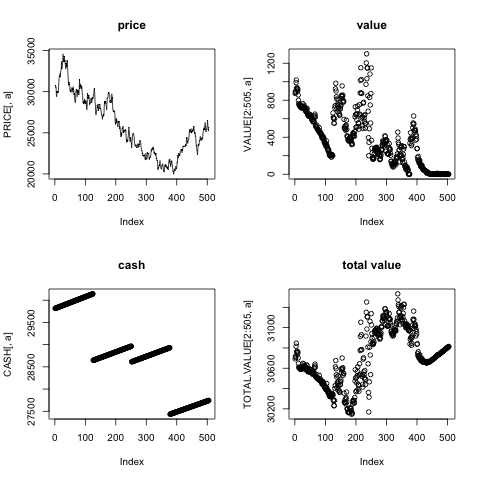 price
PRICE[, a]
20000 25000 30000 35000
0 100 200 300 400 500
Index
value
VALUE[2:505, a]
0 400 800 1200
0 100 200 300 400 500
Index
cash
CASH[, a]
27500 28500 29500
0 100 200 300 400 500
Index
total value
TOTAL.VALUE[2:505, a]
30200 30600 31000
0 100 200 300 400 500
Index